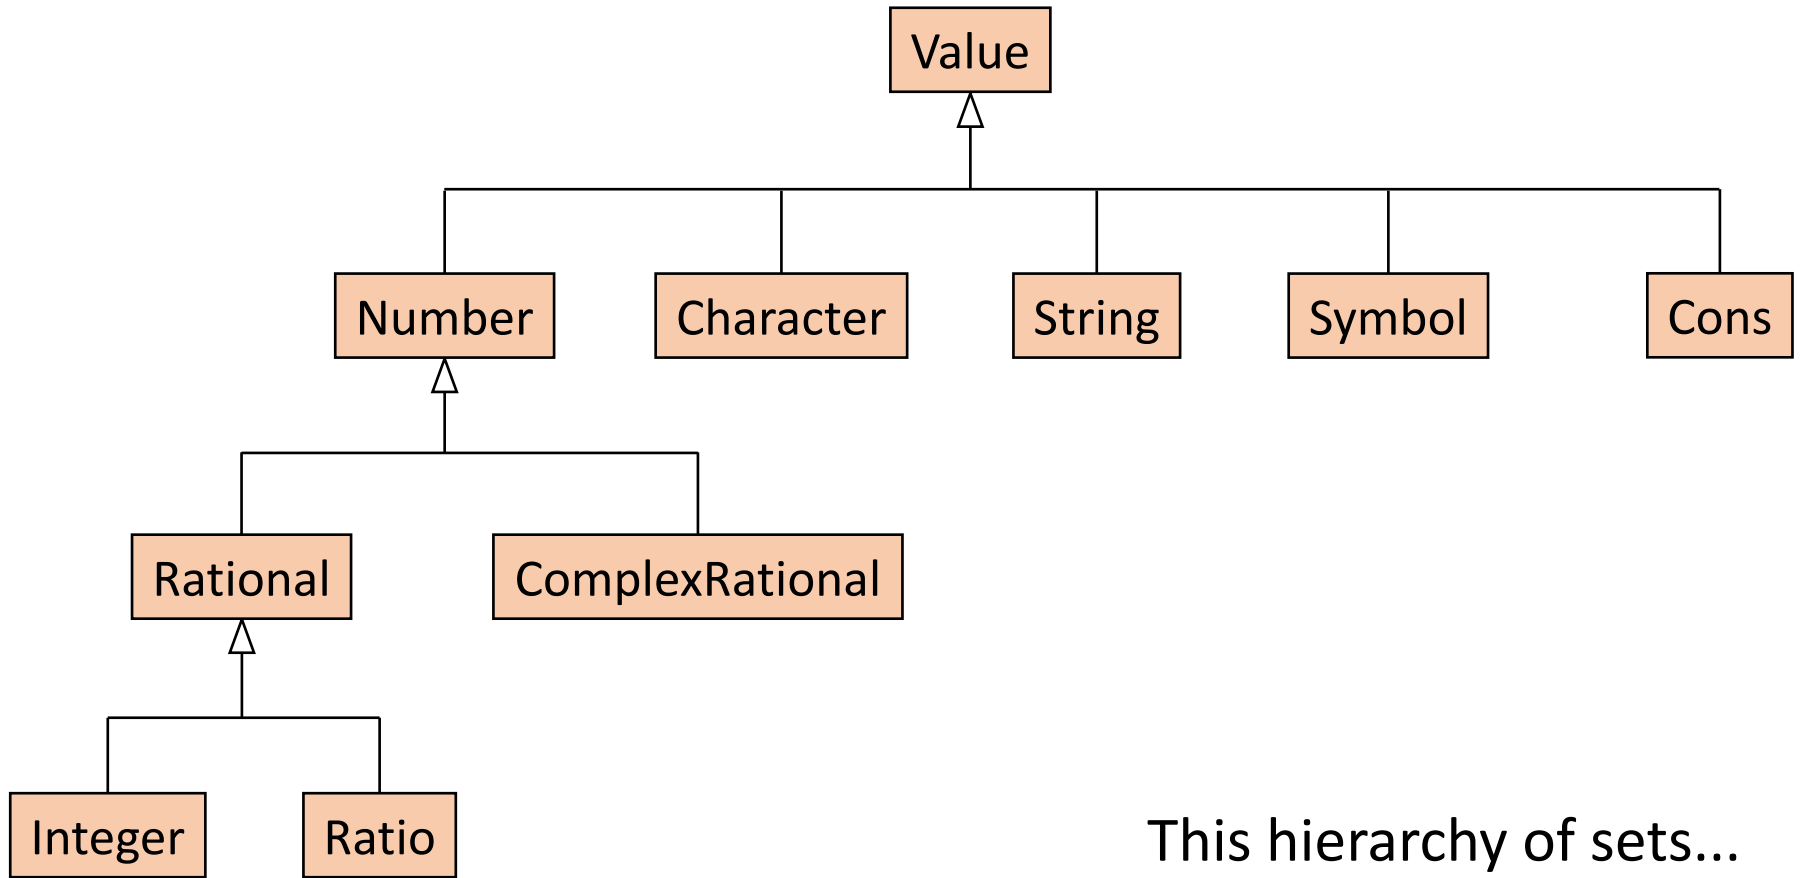 Value
Number
Character
String
Symbol
Cons
Rational
ComplexRational
Integer
Ratio
This hierarchy of sets...